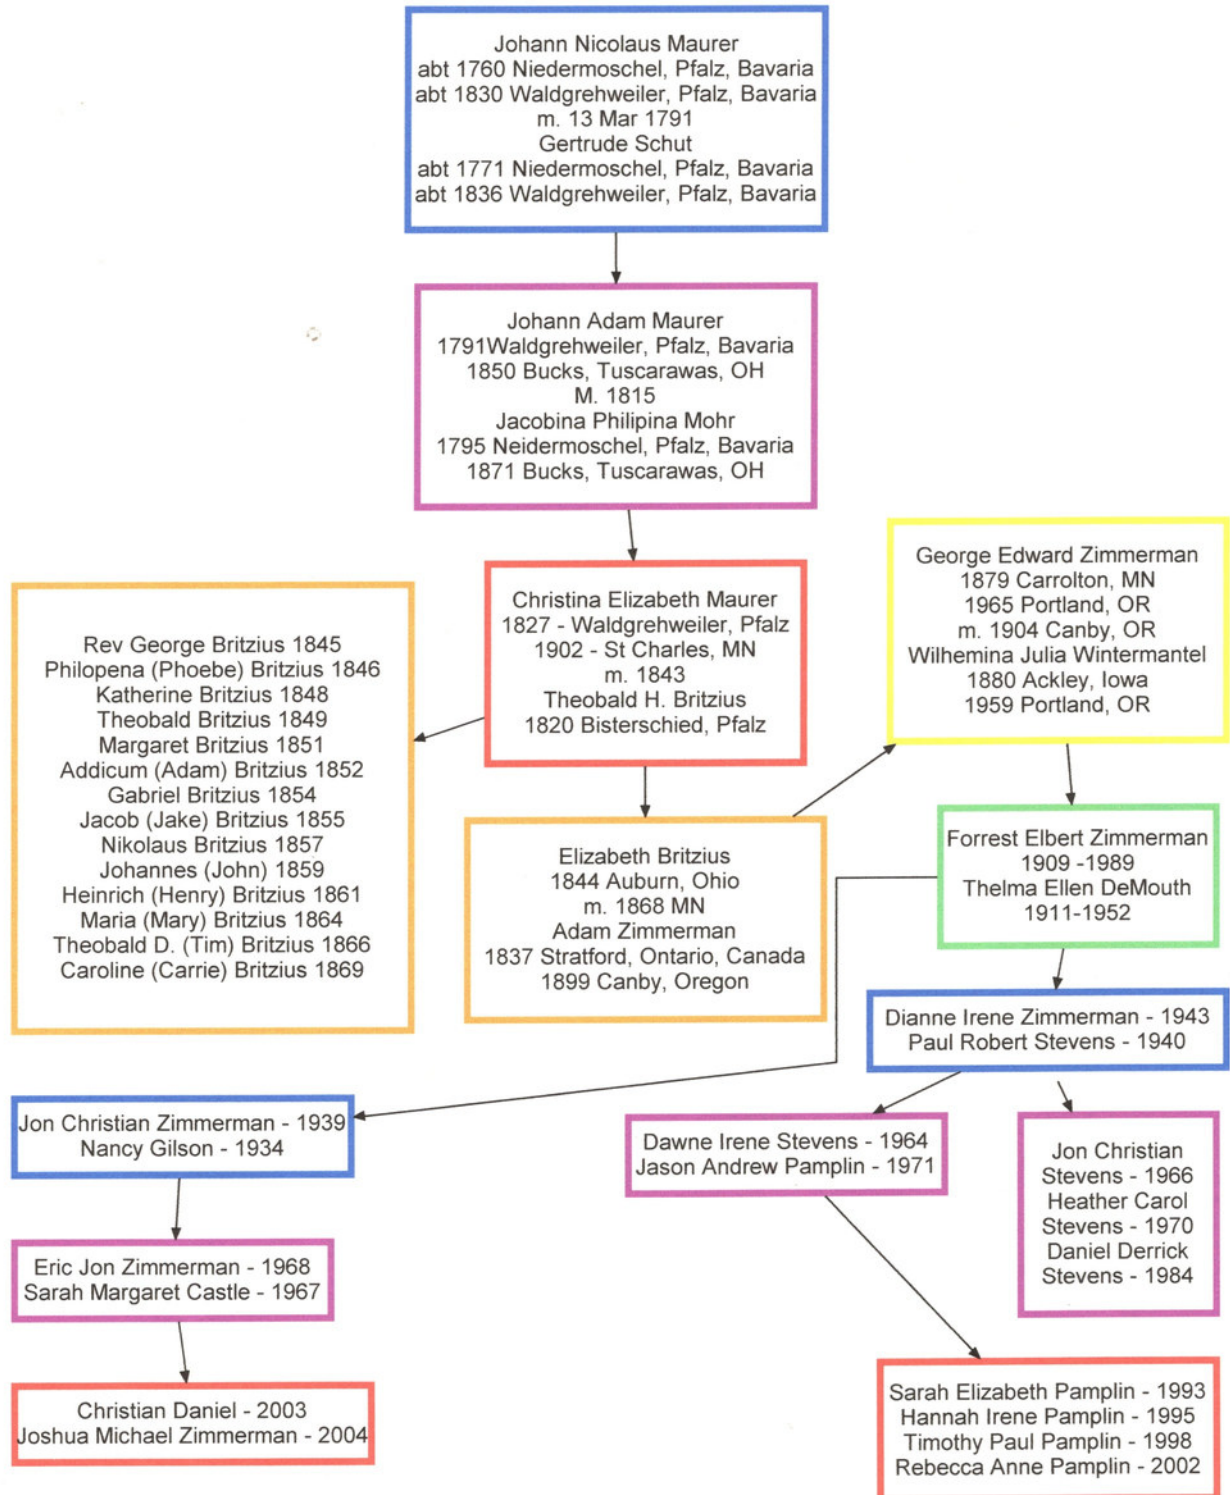 Johann Nicolaus Maurer
abt 1760 Niedermoschel, Pfalz, Bavaria
abt 1830 Waldgrehweiler, Pfalz, Bavaria
m. 13 Mar 1791
Gertrude Schut
abt 1771 Niedermoschel, Pfalz, Bavaria
abt 1836 Waldgrehweiler, Pfalz, Bavaria
Johann Adam Maurer
1791Waldgrehweiler, Pfalz, Bavaria
1850 Bucks, Tuscarawas, OH
M. 1815
Jacobina Philipina Mohr
1795 Neidermoschel, Pfalz, Bavaria
1871 Bucks, Tuscarawas, OH
Christina Elizabeth Maurer
1827 - Waldgrehweiler, Pfalz
1902 - St Charles, MN
m. 1843
Theobald H. Britzius
1820 Bisterschied, Pfalz
Rev George Britzius 1845
Philopena (Phoebe) Britzius 1846
Katherine Britzius 1848
Theobald Britzius 1849
Margaret Britzius 1851
Addicum (Adam) Britzius 1852
Gabriel Britzius 1854
Jacob (Jake) Britzius 1855
Nikolaus Britzius 1857
Johannes (John) 1859
Heinrich (Henry) Britzius 1861
Maria (Mary) Britzius 1864
Theobald D. (Tim) Britzius 1866
Caroline (Carrie) Britzius 1869
Elizabeth Britzius
1844 Auburn, Ohio
m. 1868 MN
Adam Zimmerman
1837 Stratford, Ontario, Canada
1899 Canby, Oregon
George Edward Zimmerman
1879 Carrolton, MN
1965 Portland, OR
m. 1904 Canby, OR
Wilhemina Julia Wintermantel
1880 Ackley, Iowa
1959 Portland, OR
Forrest Elbert Zimmerman
1909 -1989
Thelma Ellen DeMouth
1911-1952
Dianne Irene Zimmerman - 1943
Paul Robert Stevens - 1940
Jon Christian Zimmerman - 1939
Nancy Gilson - 1934
Dawne Irene Stevens - 1964
Jason Andrew Pamplin - 1971
Jon Christian
Stevens - 1966
Heather Carol
Stevens - 1970
Daniel Derrick
Stevens - 1984
Eric Jon Zimmerman - 1968
Sarah Margaret Castle - 1967
Christian Daniel - 2003
Joshua Michael Zimmerman - 2004
Sarah Elizabeth Pamplin - 1993
Hannah Irene Pamplin - 1995
Timothy Paul Pamplin - 1998
Rebecca Anne Pamplin - 2002